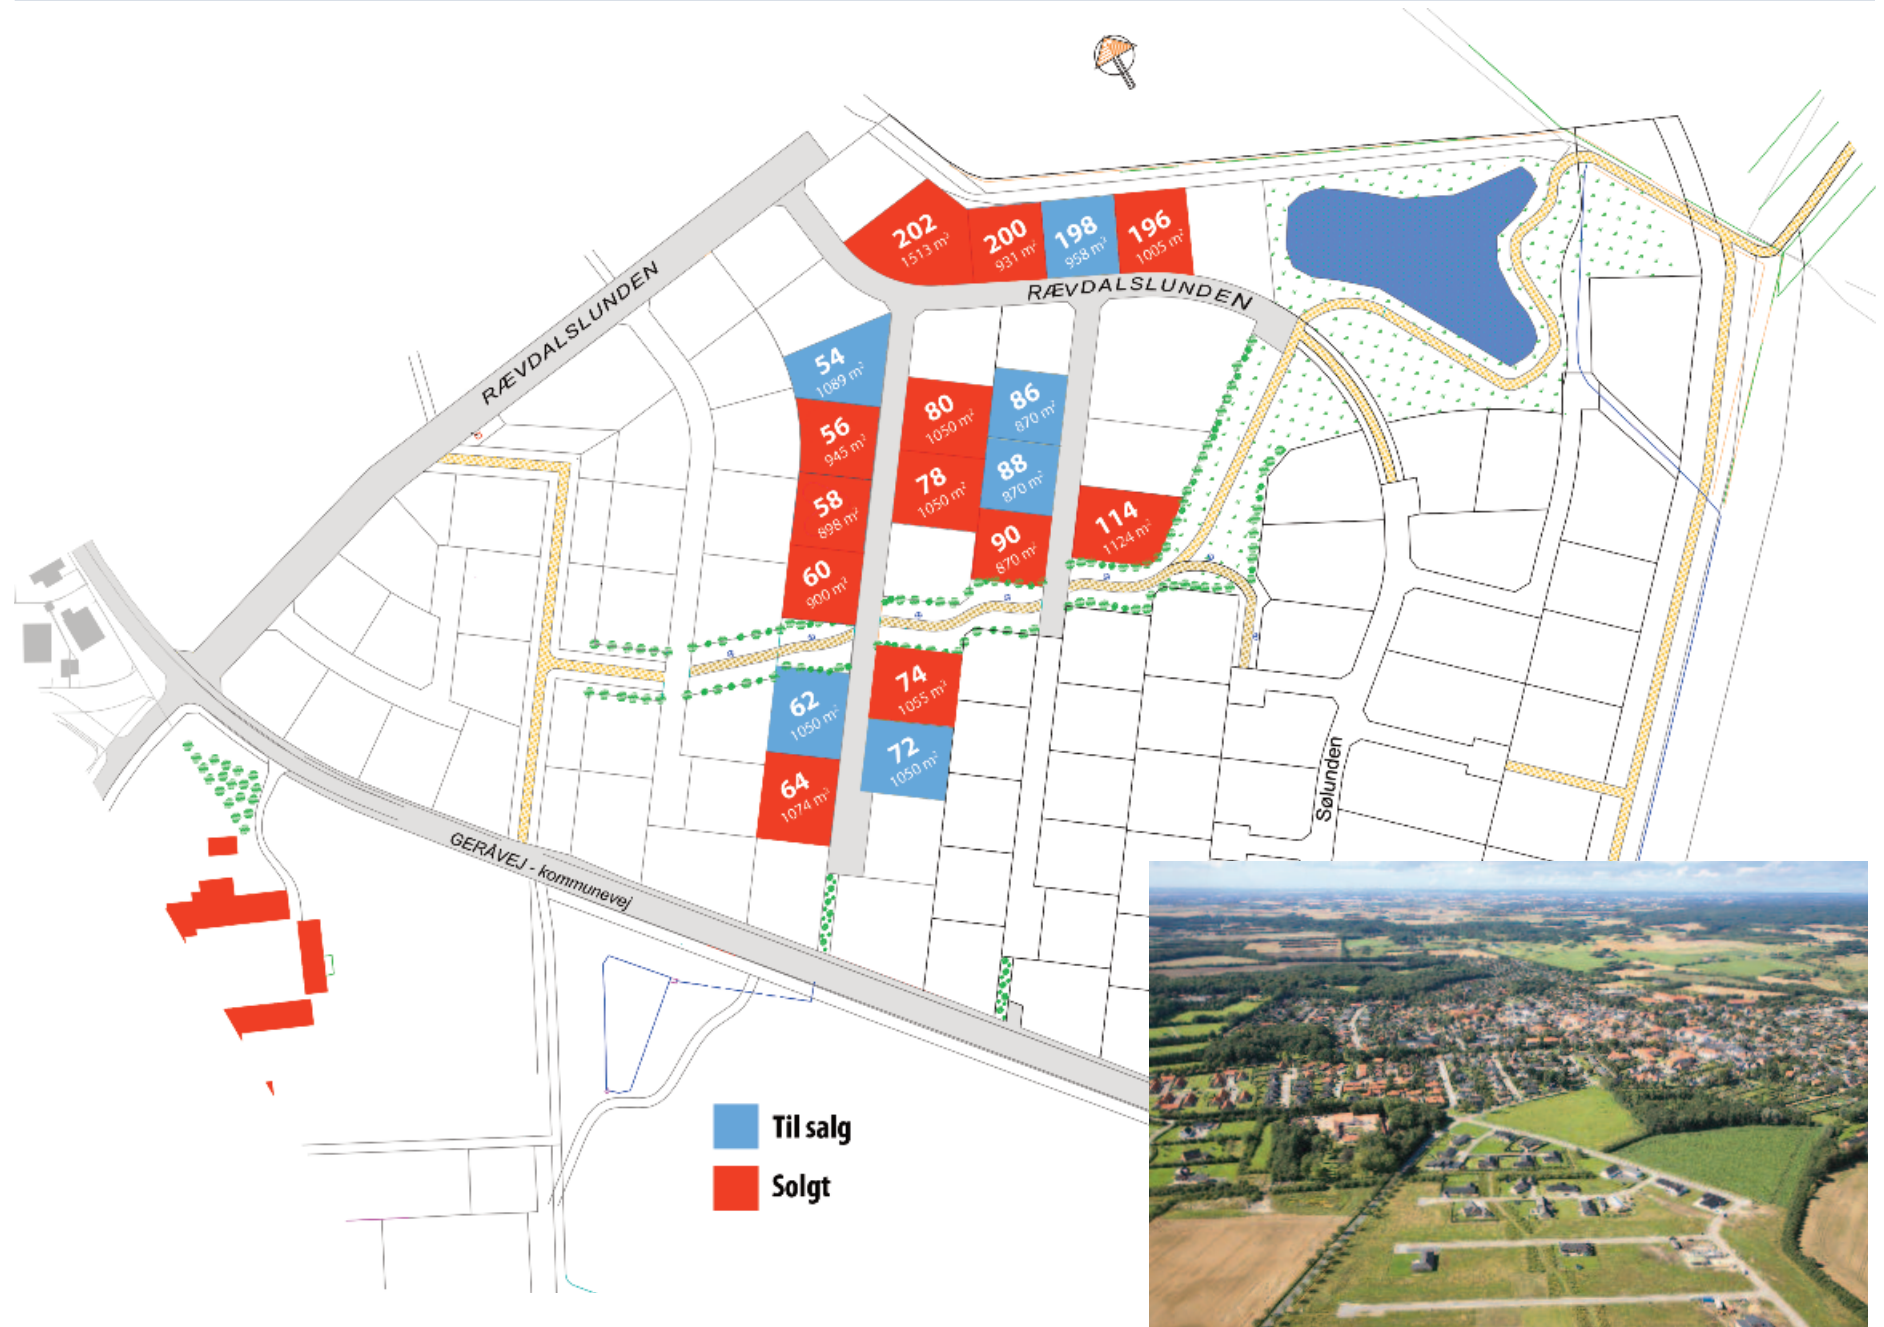 202
1513 m²
200
931 m²
198
958 m²
196
1005 m²
RÆVDALSLUNDEN
RÆVDALSLUNDEN
54
1089 m²
56
945 m²
58
898 m²
60
900 m²
80
1050 m²
78
1050 m²
86
870 m²
88
870 m²
90
870 m²
114
1124 m²
62
1050 m²
64
1074 m²
74
1055 m²
72
1050 m²
Sølunden
GERÅVEJ - kommunevej
Til salg
Solgt